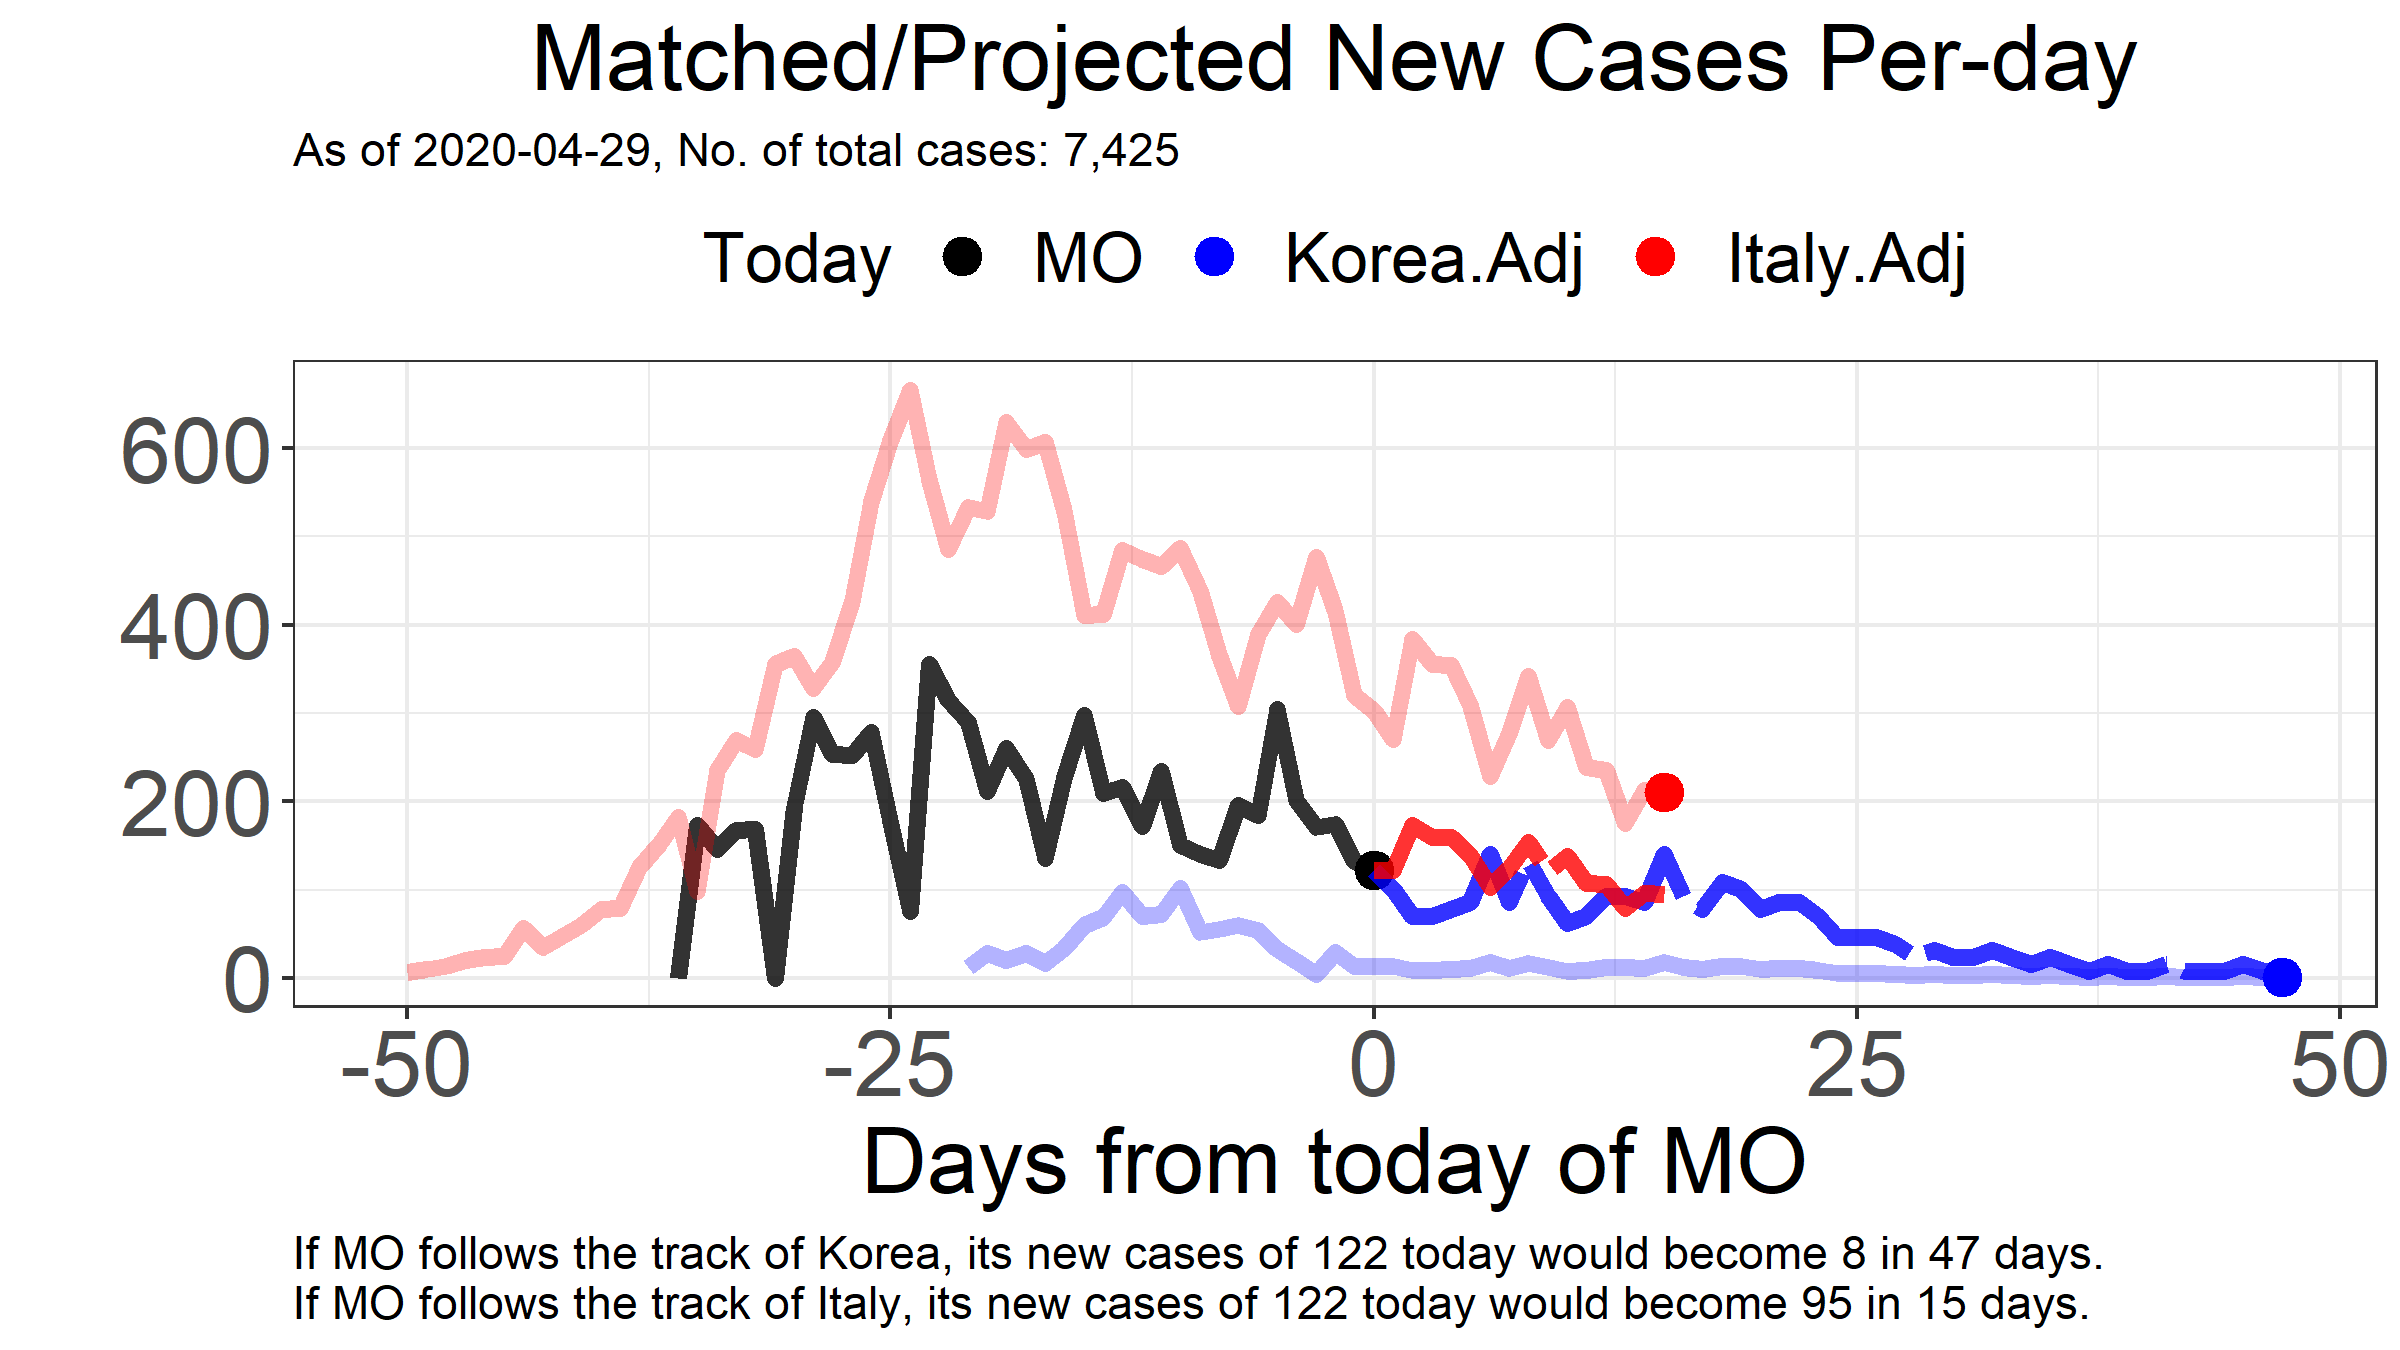 Matched/Projected New Cases Per-day
As of 2020-04-29, No. of total cases: 7,425
Today MO Korea.Adj Italy.Adj
600
400
200
0
-50 -25 0 25 50
Days from today of MO
If MO follows the track of Korea, its new cases of 122 today would become 8 in 47 days.
If MO follows the track of Italy, its new cases of 122 today would become 95 in 15 days.